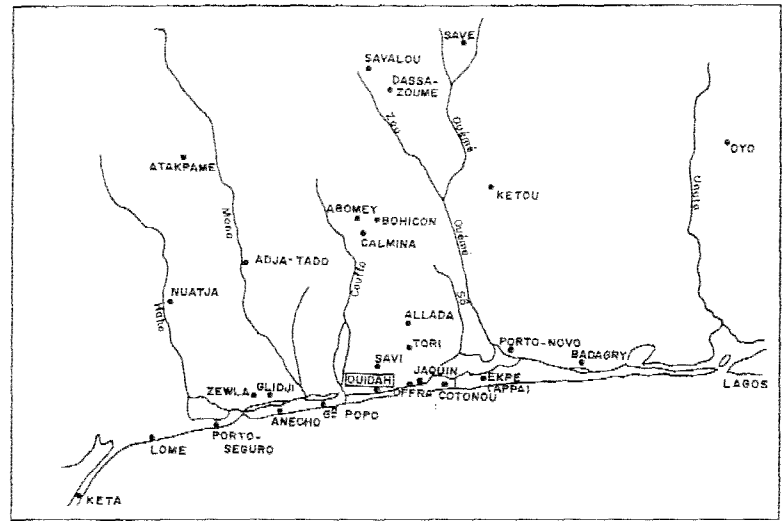 SAVE
SAVALOU
DASSA-
ZOUME
Zou
Ouémé
OYO
ATAKPAME
KETOU
ABOMEY
BOHICON
CALMINA
Mono
Ouémé
Couffo
ADJA-TADO
NUATJA
Haho
Sô
ALLADA
TORI
PORTO-NOVO
BADAGRY
SAVI
OUIDAH
JAQUIN
EKPE
(APPA)
LAGOS
ZEWLA
GLIDJI
OFFRA
COTONOU
ANECHO
Gᴿ POPO
PORTO-
SEGURO
LOME
KETA